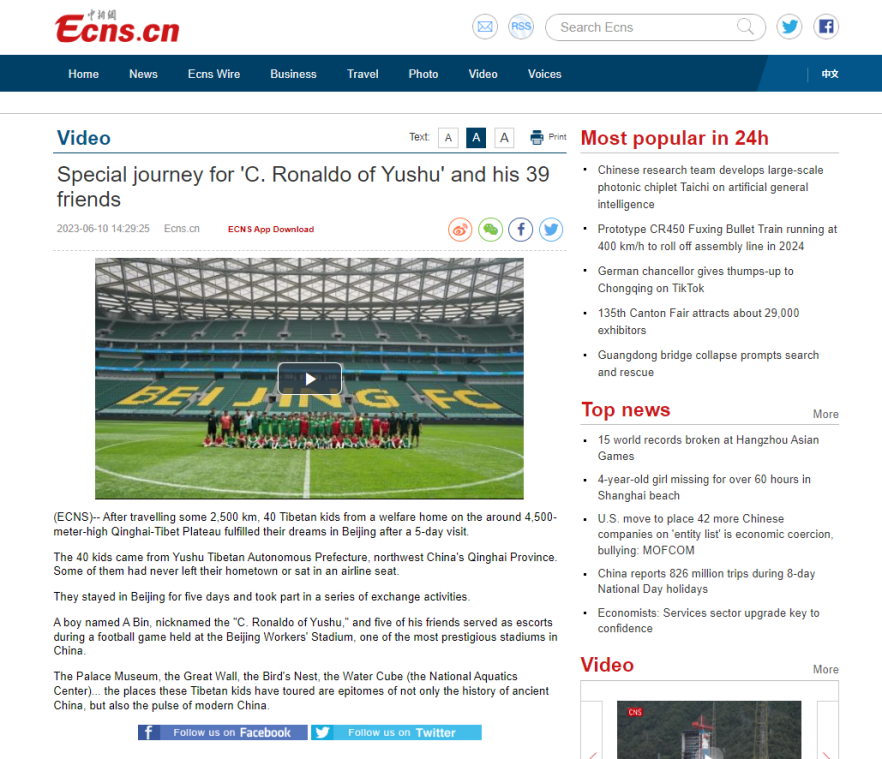 中新網
Ecns.cn
RSS
Search Ecns
Home
News
Ecns Wire
Business
Travel
Photo
Video
Voices
中文
Video
Text: A A A Print
Special journey for 'C. Ronaldo of Yushu' and his 39
friends
2023-06-10 14:29:25 Ecns.cn ECNS App Download
BEIJING FC
(ECNS)-- After travelling some 2,500 km, 40 Tibetan kids from a welfare home on the around 4,500-
meter-high Qinghai-Tibet Plateau fulfilled their dreams in Beijing after a 5-day visit.
The 40 kids came from Yushu Tibetan Autonomous Prefecture, northwest China's Qinghai Province.
Some of them had never left their hometown or sat in an airline seat.
They stayed in Beijing for five days and took part in a series of exchange activities.
A boy named A Bin, nicknamed the "C. Ronaldo of Yushu," and five of his friends served as escorts
during a football game held at the Beijing Workers' Stadium, one of the most prestigious stadiums in
China.
The Palace Museum, the Great Wall, the Bird's Nest, the Water Cube (the National Aquatics
Center)... the places these Tibetan kids have toured are epitomes of not only the history of ancient
China, but also the pulse of modern China.
Follow us on Facebook
Follow us on Twitter
Most popular in 24h
Chinese research team develops large-scale
photonic chiplet Taichi on artificial general
intelligence
Prototype CR450 Fuxing Bullet Train running at
400 km/h to roll off assembly line in 2024
German chancellor gives thumps-up to
Chongqing on TikTok
135th Canton Fair attracts about 29,000
exhibitors
Guangdong bridge collapse prompts search
and rescue
Top news
More
15 world records broken at Hangzhou Asian
Games
4-year-old girl missing for over 60 hours in
Shanghai beach
U.S. move to place 42 more Chinese
companies on 'entity list' is economic coercion,
bullying: MOFCOM
China reports 826 million trips during 8-day
National Day holidays
Economists: Services sector upgrade key to
confidence
Video
More
CNS